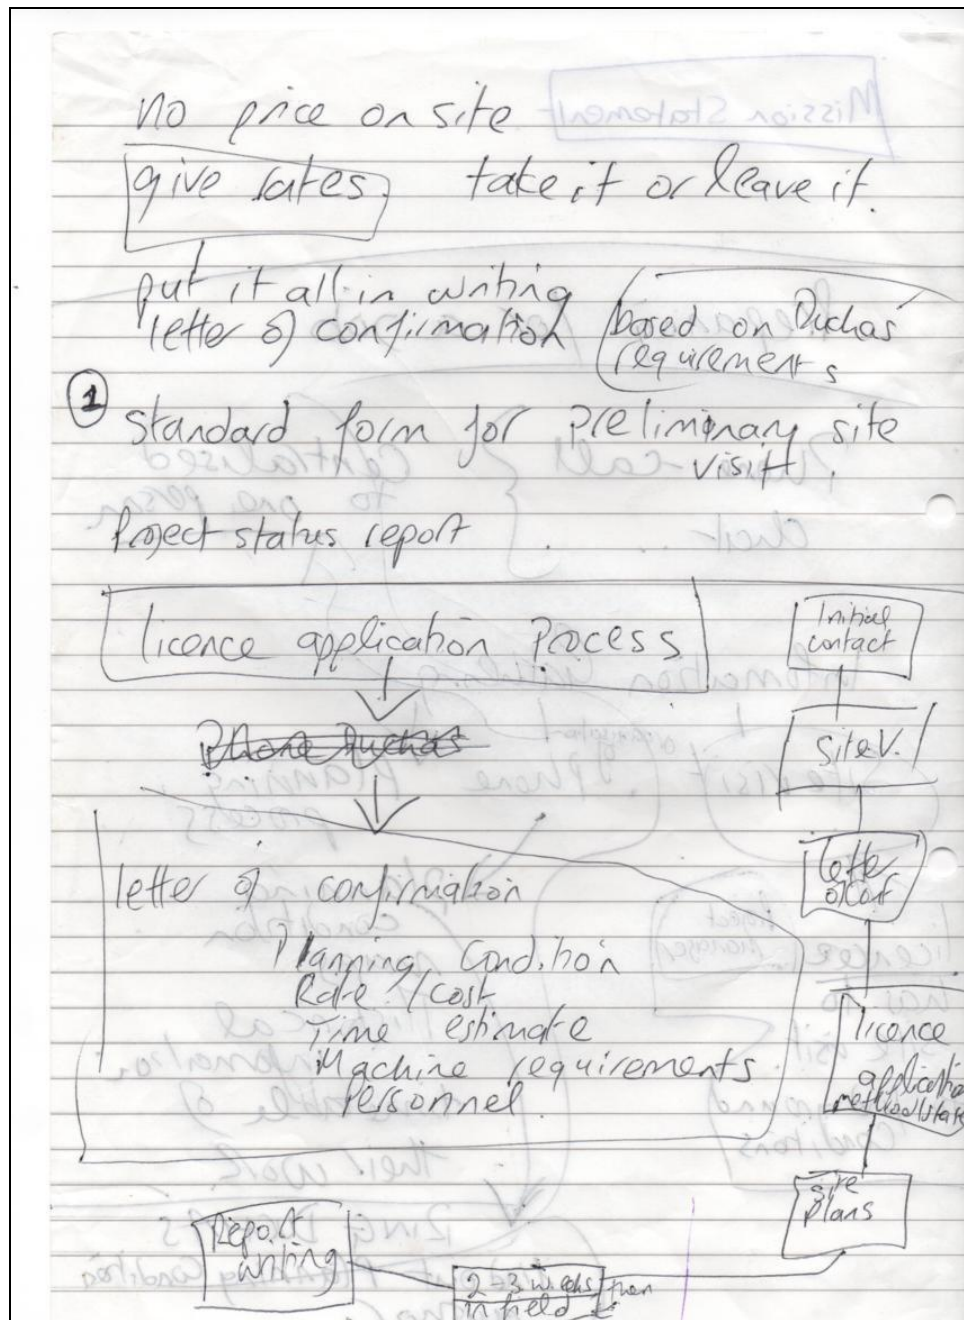 no price on site
give rates take it or leave it.
put it all in writing
letter of confirmation
based on Duchas
requirements
1 Standard form for preliminary site
visit
Project status report
licence application process
Phone Duchas
letter of confirmation
Planning Condition
Rate / cost
Time estimate
Machine requirements
Personnel
Initial
contact
Site V.
letter
of Conf
licence
application
method state
site
Plans
2-3 weeks then
in field
Report
writing